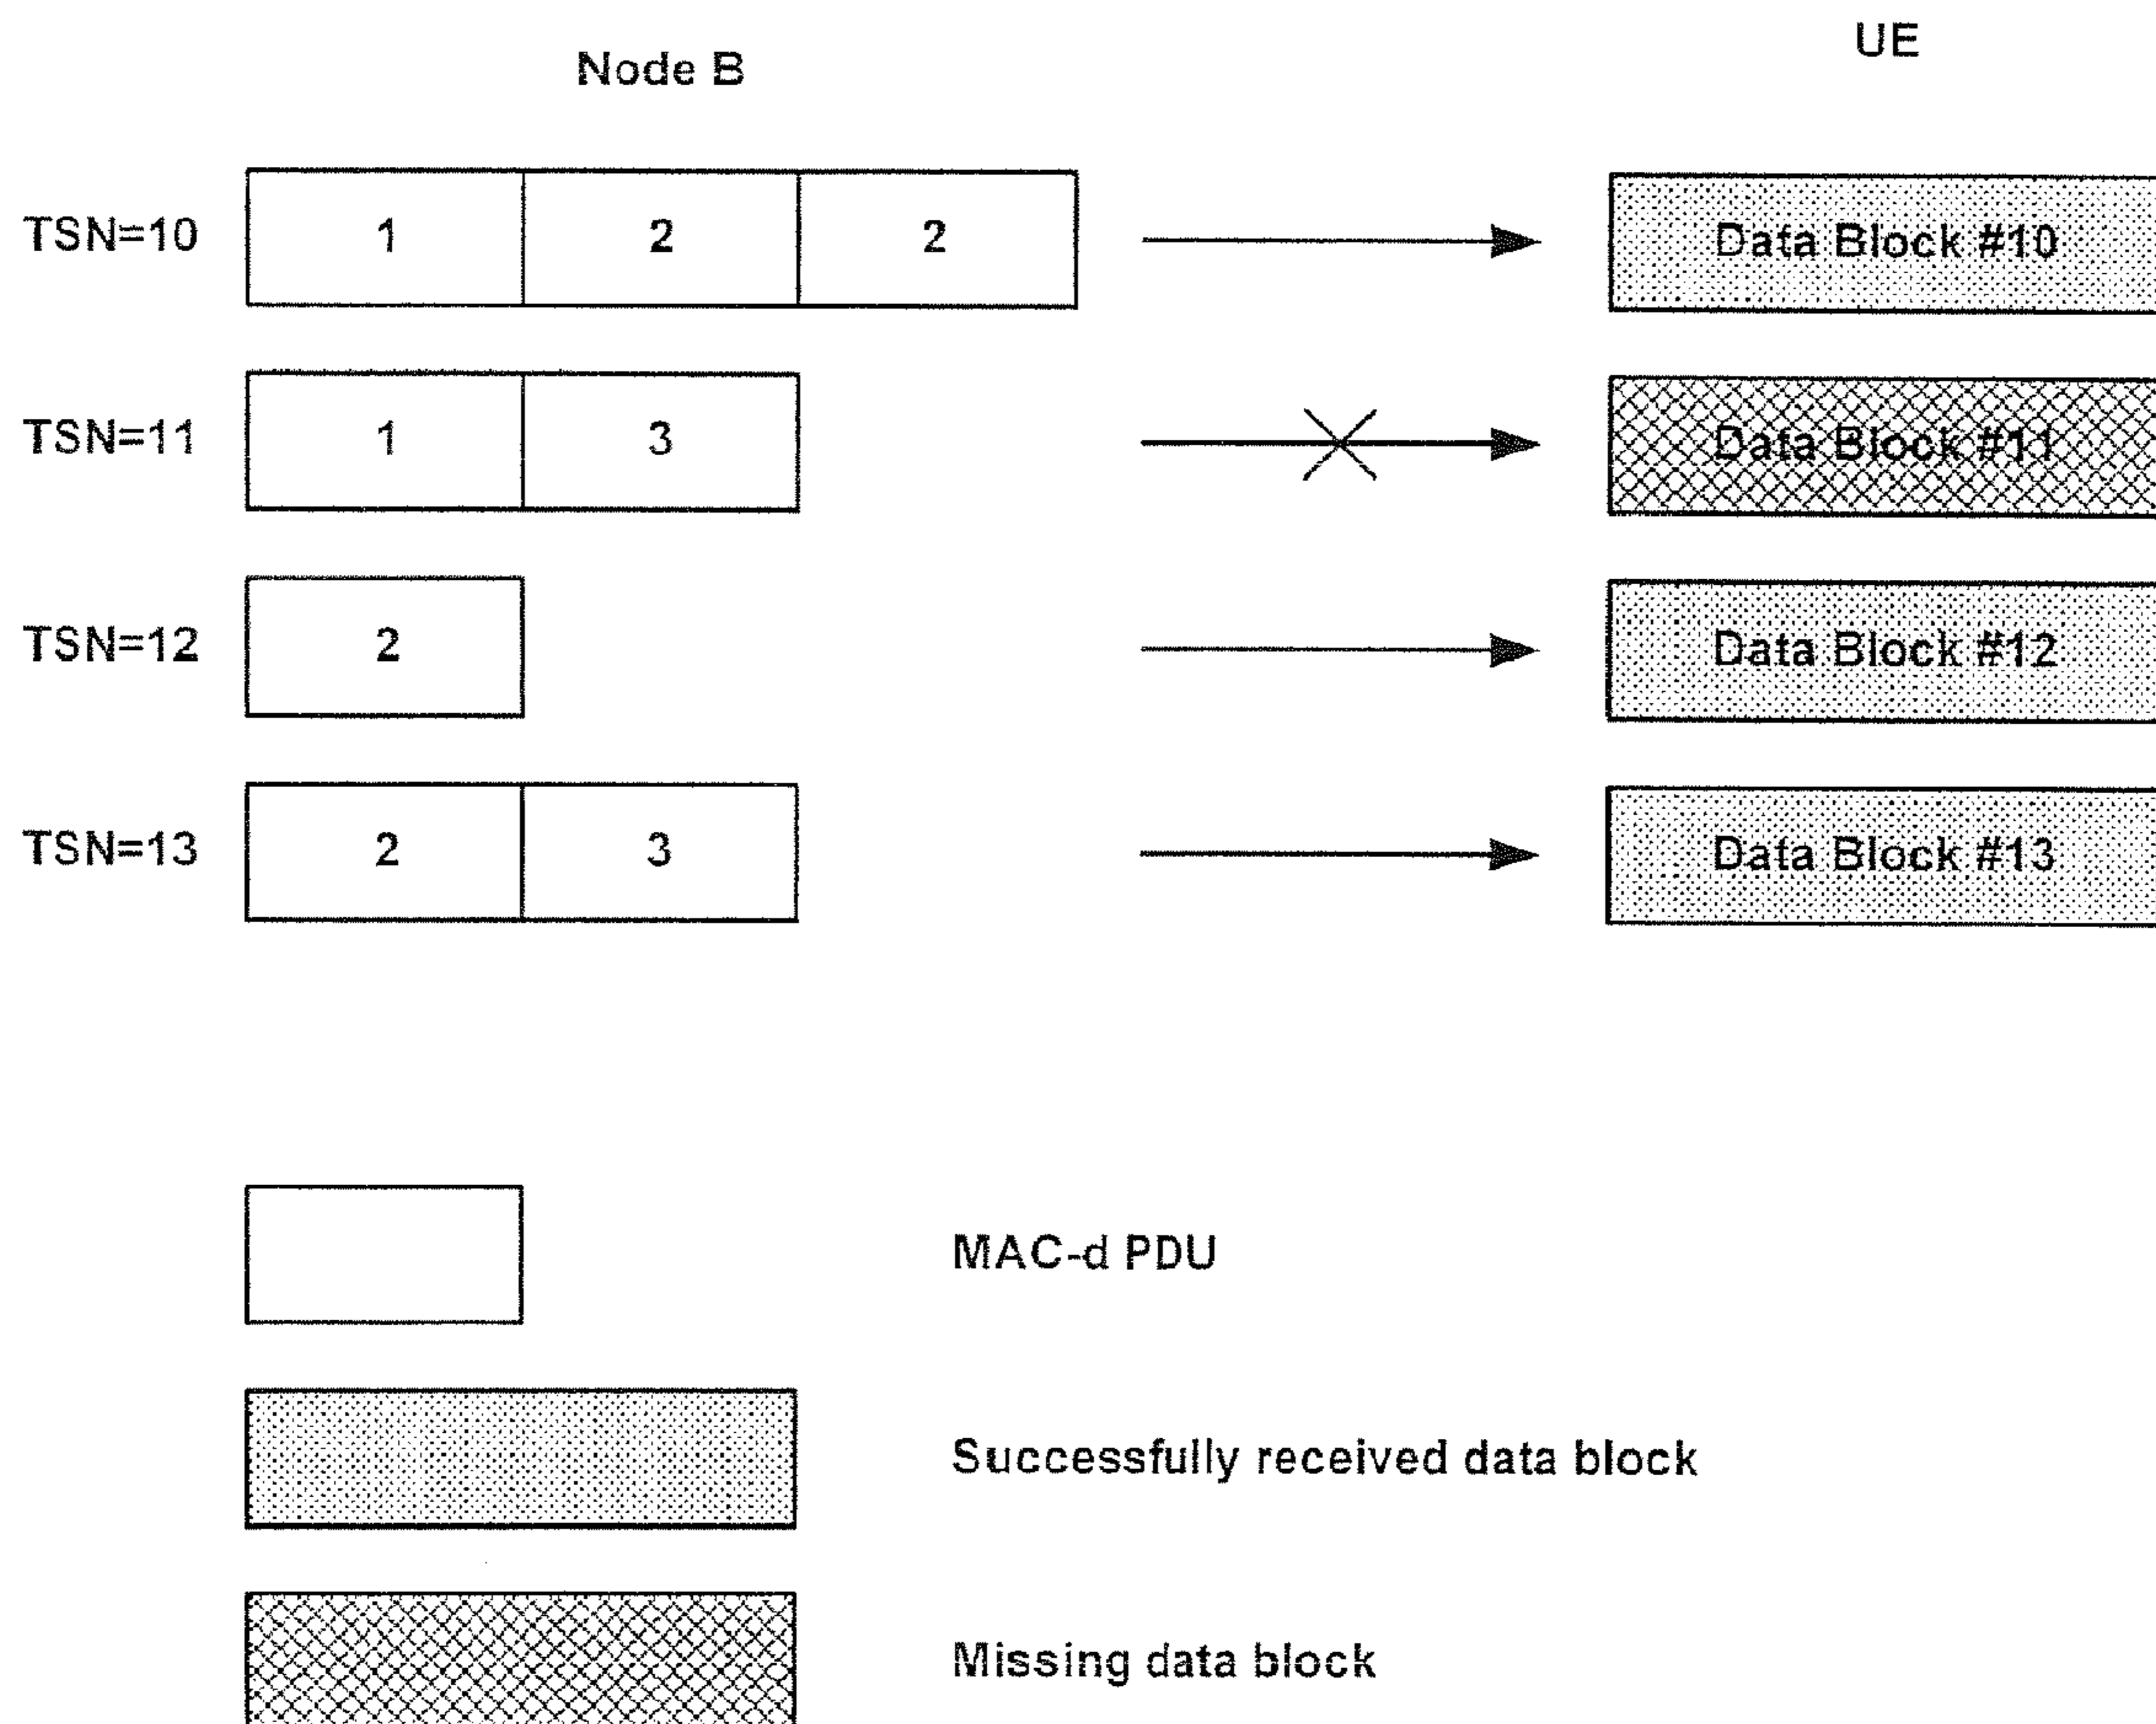 Node B
UE
TSN=10 1 2 2 Data Block #10
TSN=11 1 3 Data Block #11
TSN=12 2 Data Block #12
TSN=13 2 3 Data Block #13
MAC-d PDU
Successfully received data block
Missing data block